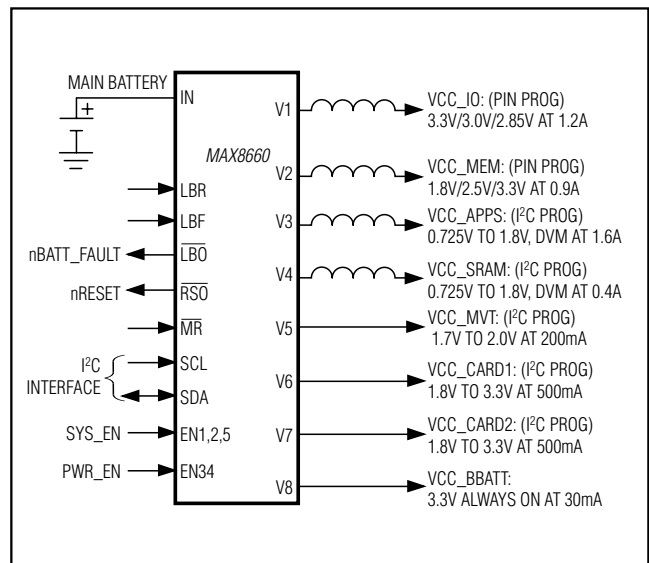 MAIN BATTERY
+
IN
MAX8660
LBR
LBF
nBATT_FAULT
LBO
nRESET
RSO
MR
I²C
INTERFACE
SCL
SDA
SYS_EN
EN1,2,5
PWR_EN
EN34
V1
VCC_IO: (PIN PROG)
3.3V/3.0V/2.85V AT 1.2A
V2
VCC_MEM: (PIN PROG)
1.8V/2.5V/3.3V AT 0.9A
V3
VCC_APPS: (I²C PROG)
0.725V TO 1.8V, DVM AT 1.6A
V4
VCC_SRAM: (I²C PROG)
0.725V TO 1.8V, DVM AT 0.4A
V5
VCC_MVT: (I²C PROG)
1.7V TO 2.0V AT 200mA
V6
VCC_CARD1: (I²C PROG)
1.8V TO 3.3V AT 500mA
V7
VCC_CARD2: (I²C PROG)
1.8V TO 3.3V AT 500mA
V8
VCC_BBATT:
3.3V ALWAYS ON AT 30mA